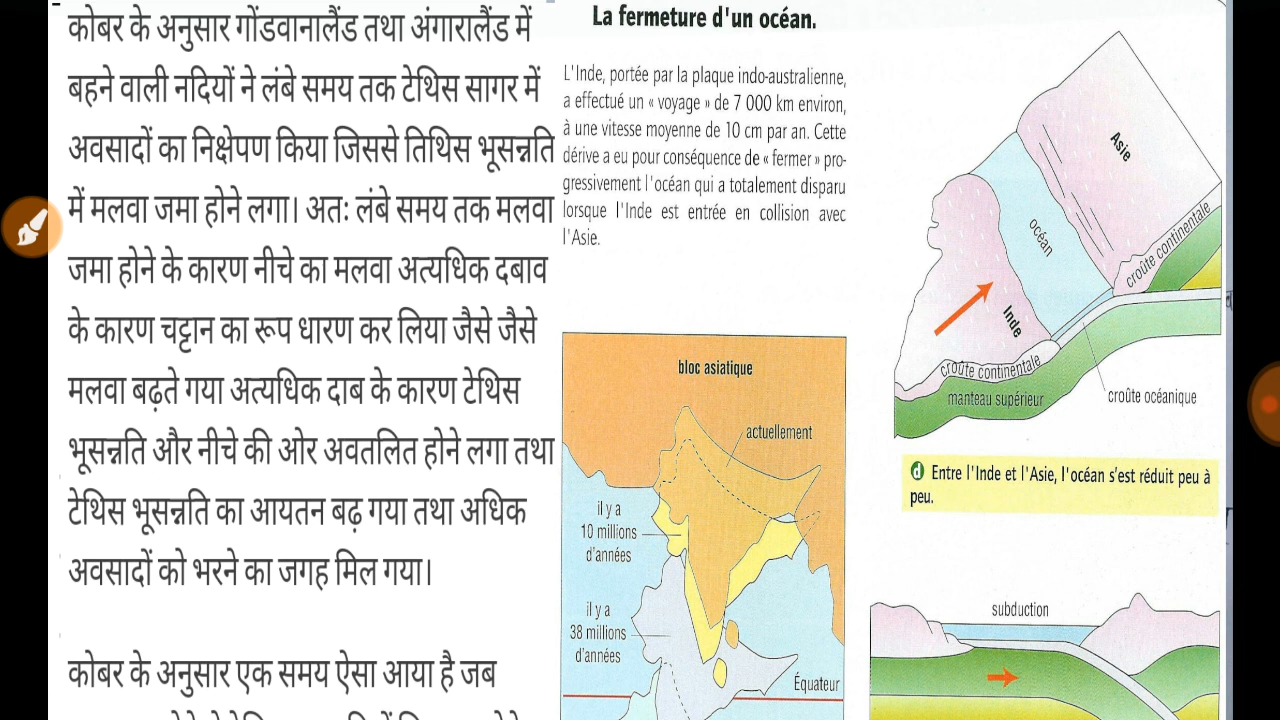 कोबर के अनुसार गोंडवानालैंड तथा अंगारालैंड में
बहने वाली नदियों ने लंबे समय तक टेथिस सागर में
अवसादों का निक्षेपण किया जिससे तिथिस भूसन्नति
में मलवा जमा होने लगा। अतः लंबे समय तक मलवा
जमा होने के कारण नीचे का मलवा अत्यधिक दबाव
के कारण चट्टान का रूप धारण कर लिया जैसे जैसे
मलवा बढ़ते गया अत्यधिक दाब के कारण टेथिस
भूसन्नति और नीचे की ओर अवतलित होने लगा तथा
टेथिस भूसन्नति का आयतन बढ़ गया तथा अधिक
अवसादों को भरने का जगह मिल गया।
कोबर के अनुसार एक समय ऐसा आया है जब
La fermeture d'un océan.
L'Inde, portée par la plaque indo-australienne,
a effectué un « voyage » de 7 000 km environ,
à une vitesse moyenne de 10 cm par an. Cette
dérive a eu pour conséquence de « fermer » pro-
gressivement l'océan qui a totalement disparu
lorsque l'Inde est entrée en collision avec
l'Asie.
bloc asiatique
actuellement
il y a
10 millions
d'années
il y a
38 millions
d'années
Équateur
Asie
océan
Inde
croûte continentale
croûte continentale
manteau supérieur
croûte océanique
d Entre l'Inde et l'Asie, l'océan s'est réduit peu à
peu.
subduction